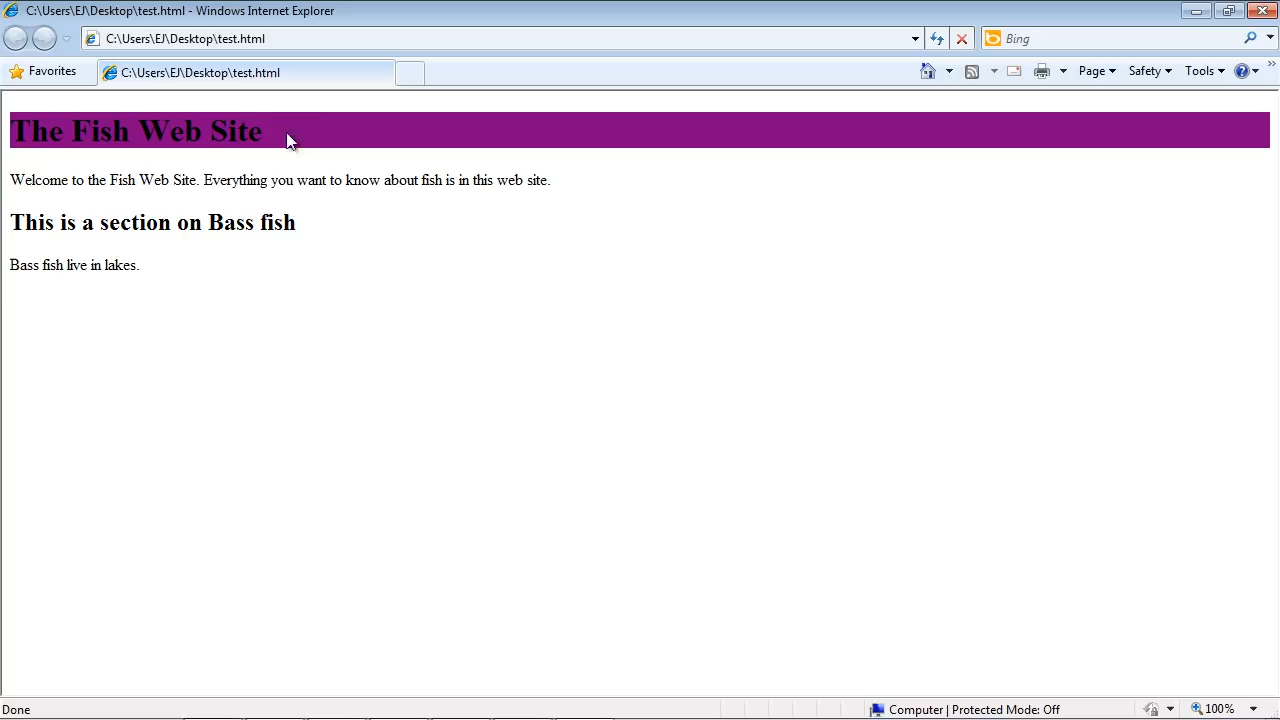 C:\Users\EJ\Desktop\test.html - Windows Internet Explorer
C:\Users\EJ\Desktop\test.html
Bing
Favorites
C:\Users\EJ\Desktop\test.html
Page
Safety
Tools
The Fish Web Site
Welcome to the Fish Web Site. Everything you want to know about fish is in this web site.
This is a section on Bass fish
Bass fish live in lakes.
Done
Computer | Protected Mode: Off
100%